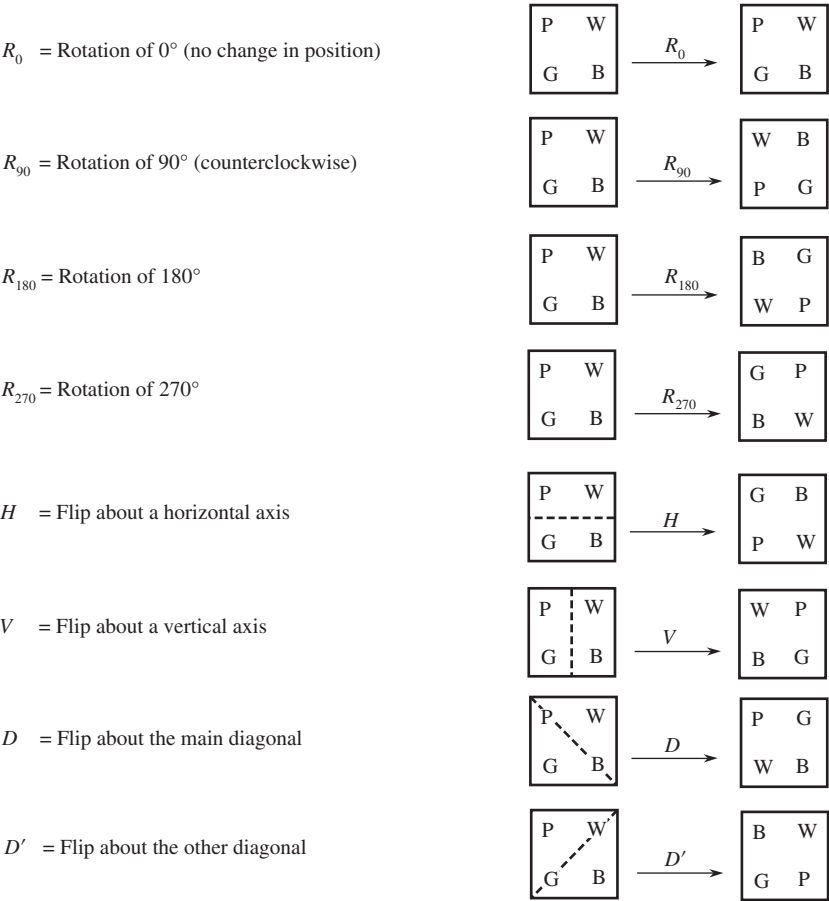 R₀ = Rotation of 0° (no change in position)
P W R₀ P W
G B G B
R₉₀ = Rotation of 90° (counterclockwise)
P W R₉₀ W B
G B P G
R₁₈₀ = Rotation of 180°
P W R₁₈₀ B G
G B W P
R₂₇₀ = Rotation of 270°
P W R₂₇₀ G P
G B B W
H = Flip about a horizontal axis
P W H G B
G B P W
V = Flip about a vertical axis
P W V W P
G B B G
D = Flip about the main diagonal
P W D P G
G B W B
D′ = Flip about the other diagonal
P W D′ B W
G B G P